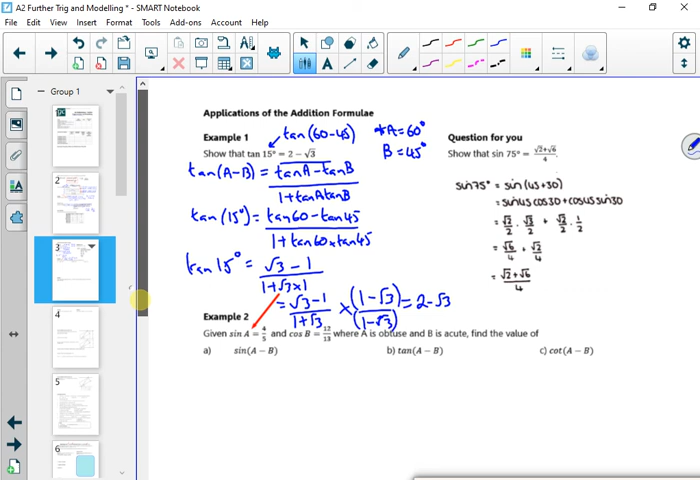 A2 Further Trig and Modelling * - SMART Notebook
File Edit View Insert Format Tools Add-ons Account Help
Group 1
2
3
4
5
6
Applications of the Addition Formulae
Example 1
tan(60-45)
*A=60°
B=45°
Show that tan 15° = 2 − √3
tan(A-B) = tanA - tanB / 1+tanAtanB
tan(15°) = tan60 - tan45 / 1+tan60×tan45
tan15° = √3 - 1 / 1+√3×1
= √3-1 / 1+√3 × (1-√3) / (1-√3) = 2-√3
Question for you
Show that sin 75° = √2+√6 / 4
sin75° = sin(45+30)
= sin45cos30+cos45sin30
= √2/2 . √3/2 + √2/2 . 1/2
= √6/4 + √2/4
= √2+√6 / 4
Example 2
Given sin A = 4/5 and cos B = 12/13 where A is obtuse and B is acute, find the value of
a) sin(A − B) b) tan(A − B) c) cot(A − B)